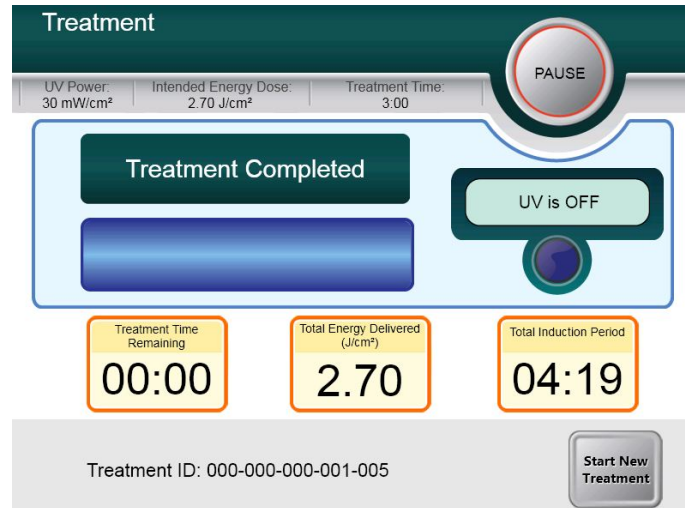 Treatment
PAUSE
UV Power:
30 mW/cm²
Intended Energy Dose:
2.70 J/cm²
Treatment Time:
3:00
Treatment Completed
UV is OFF
Treatment Time
Remaining
00:00
Total Energy Delivered
(J/cm²)
2.70
Total Induction Period
04:19
Treatment ID: 000-000-000-001-005
Start New
Treatment